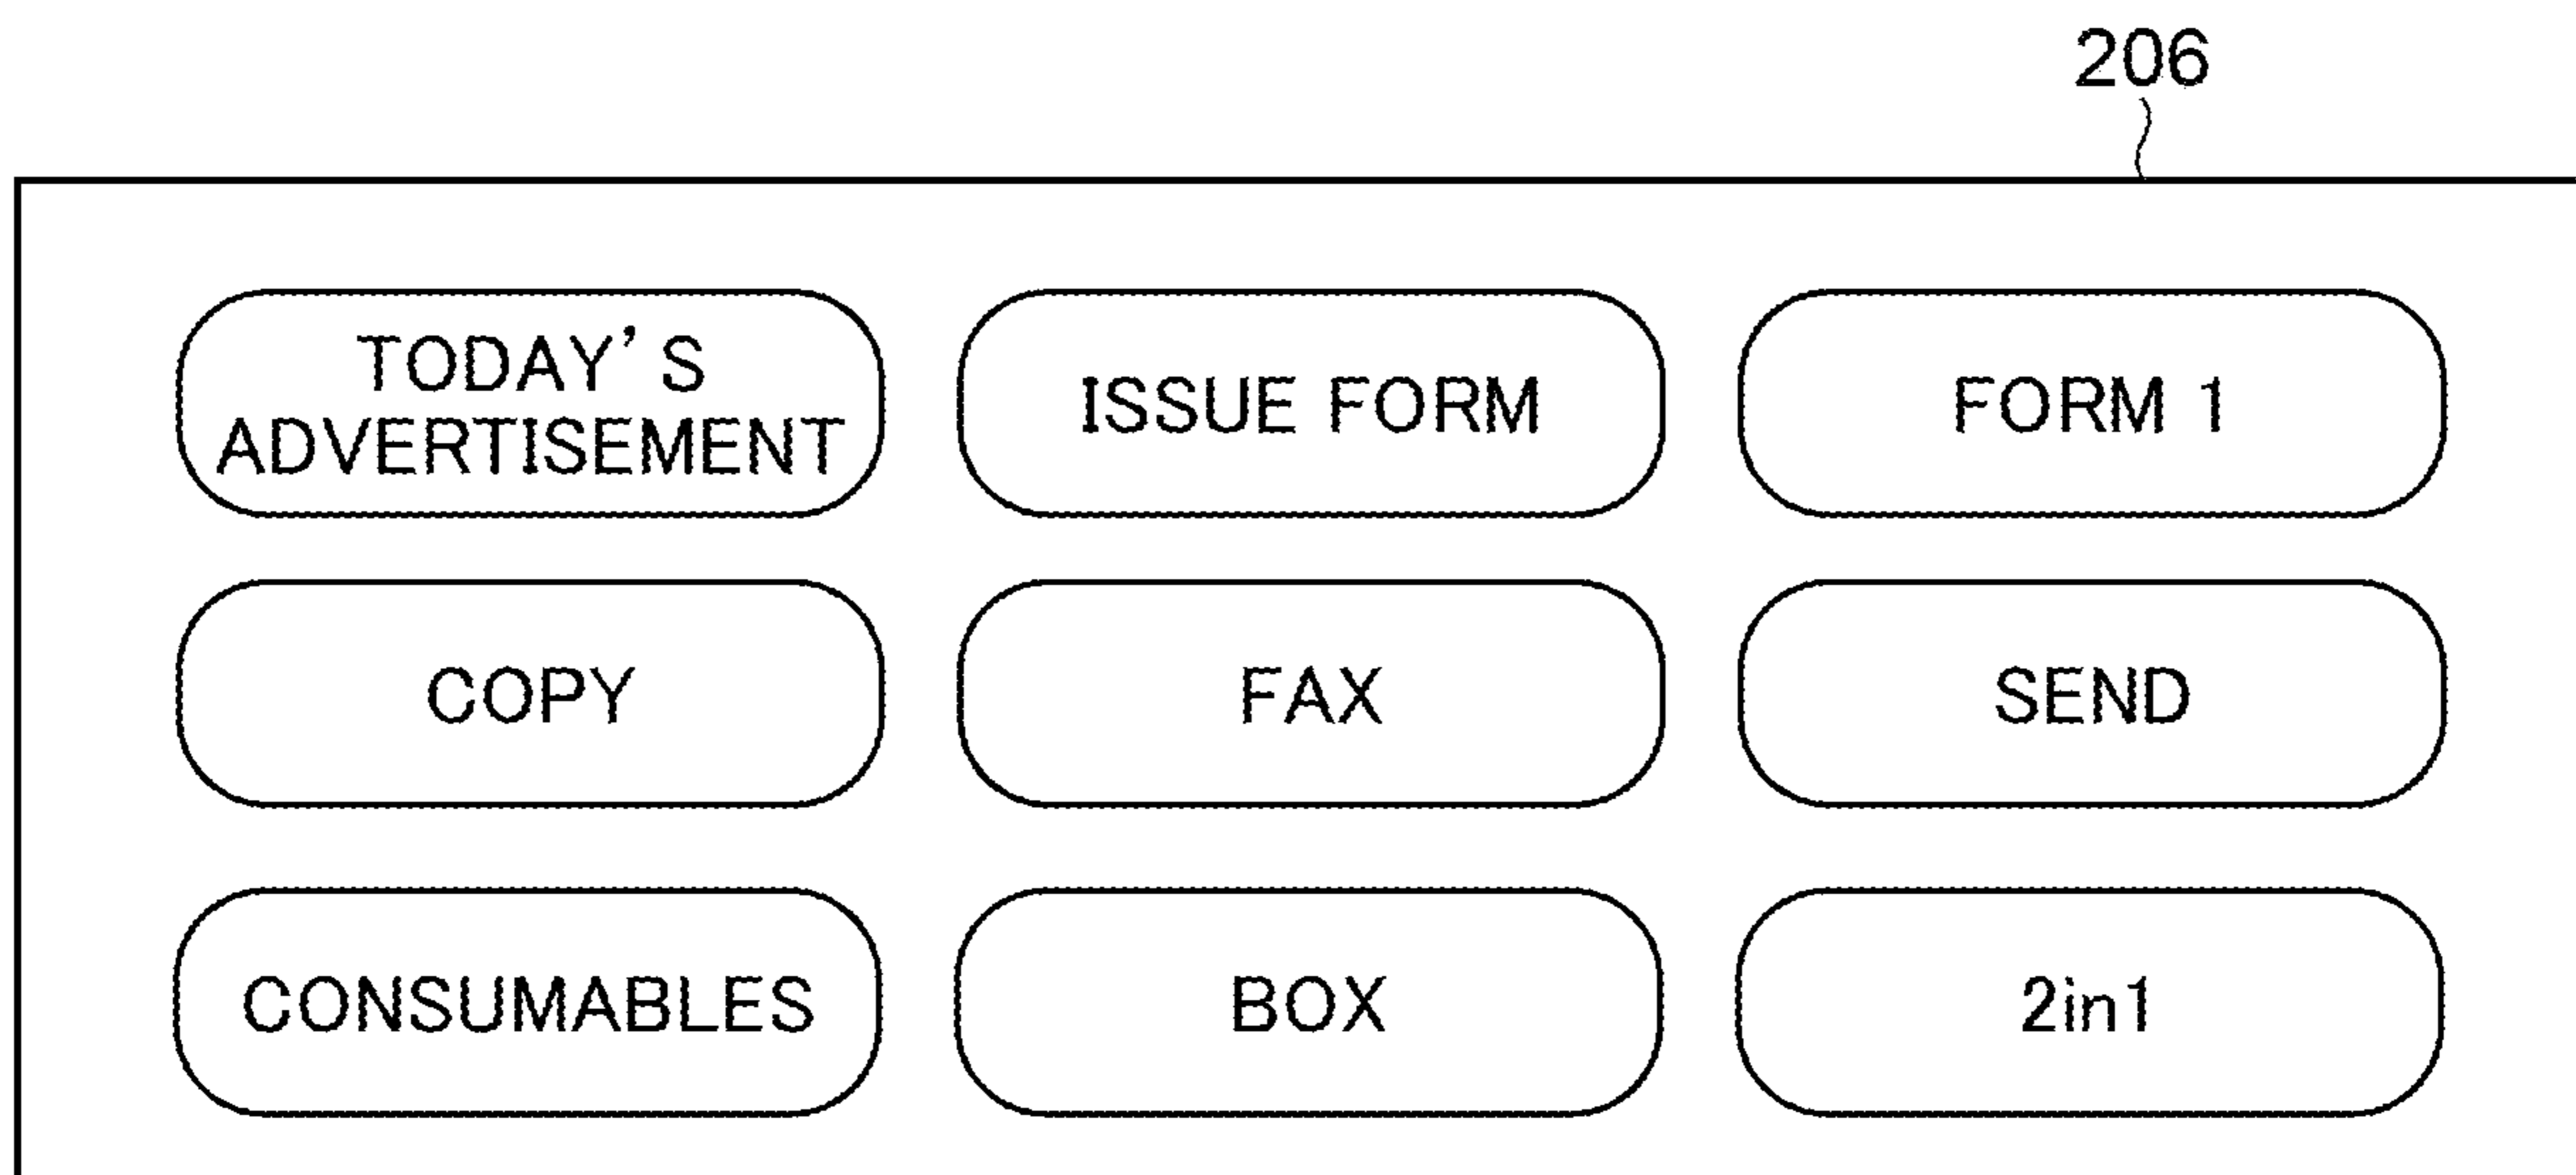 206
TODAY'S
ADVERTISEMENT
ISSUE FORM
FORM 1
COPY
FAX
SEND
CONSUMABLES
BOX
2in1